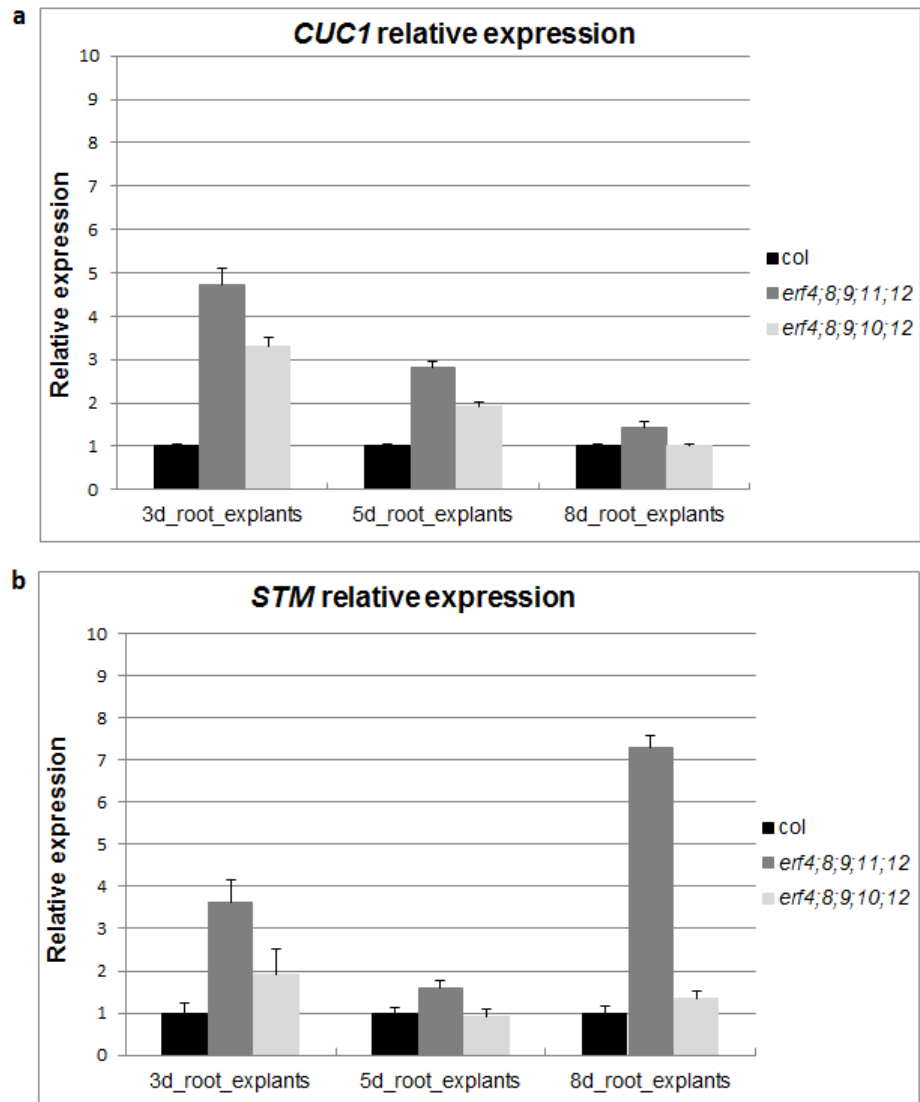 a
CUC1 relative expression
10
9
8
7
6
5
4
3
2
1
0
Relative expression
3d_root_explants
5d_root_explants
8d_root_explants
col
erf4;8;9;11;12
erf4;8;9;10;12
b
STM relative expression
10
9
8
7
6
5
4
3
2
1
0
Relative expression
3d_root_explants
5d_root_explants
8d_root_explants
col
erf4;8;9;11;12
erf4;8;9;10;12